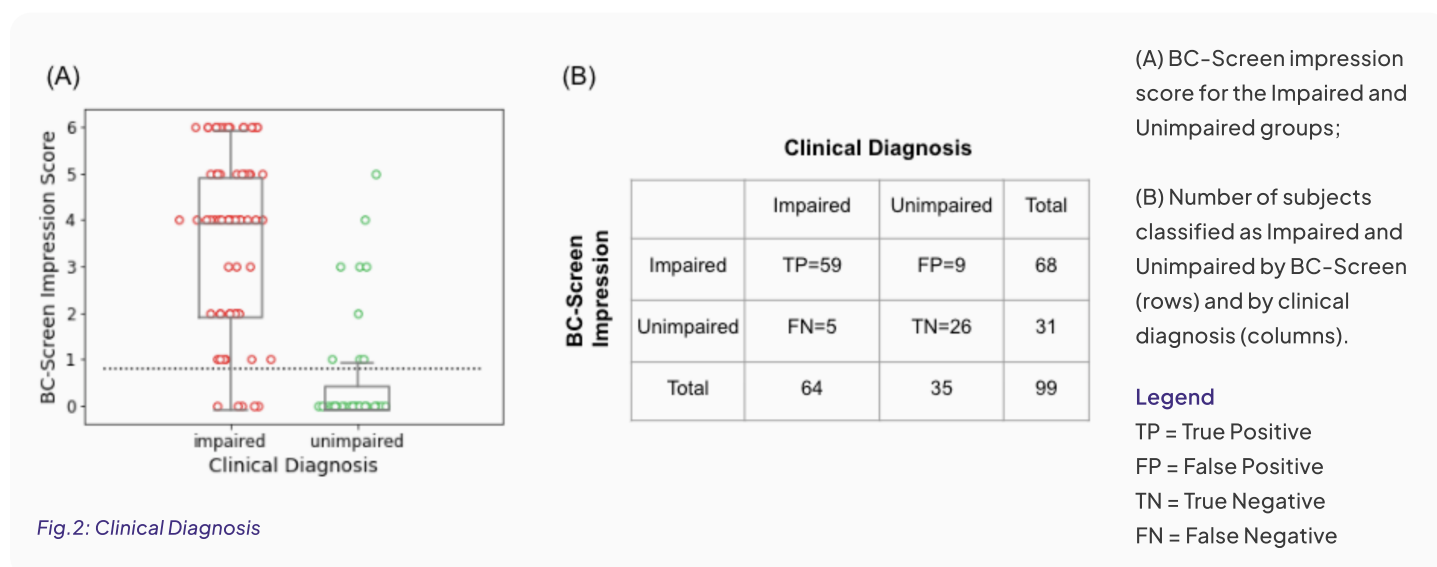 (A)
BC-Screen Impression Score
6
5
4
3
2
1
0
impaired unimpaired
Clinical Diagnosis
Fig.2: Clinical Diagnosis
(B)
Clinical Diagnosis
BC-Screen
Impression
Impaired Unimpaired Total
Impaired TP=59 FP=9 68
Unimpaired FN=5 TN=26 31
Total 64 35 99
(A) BC-Screen impression
score for the Impaired and
Unimpaired groups;
(B) Number of subjects
classified as Impaired and
Unimpaired by BC-Screen
(rows) and by clinical
diagnosis (columns).
Legend
TP = True Positive
FP = False Positive
TN = True Negative
FN = False Negative